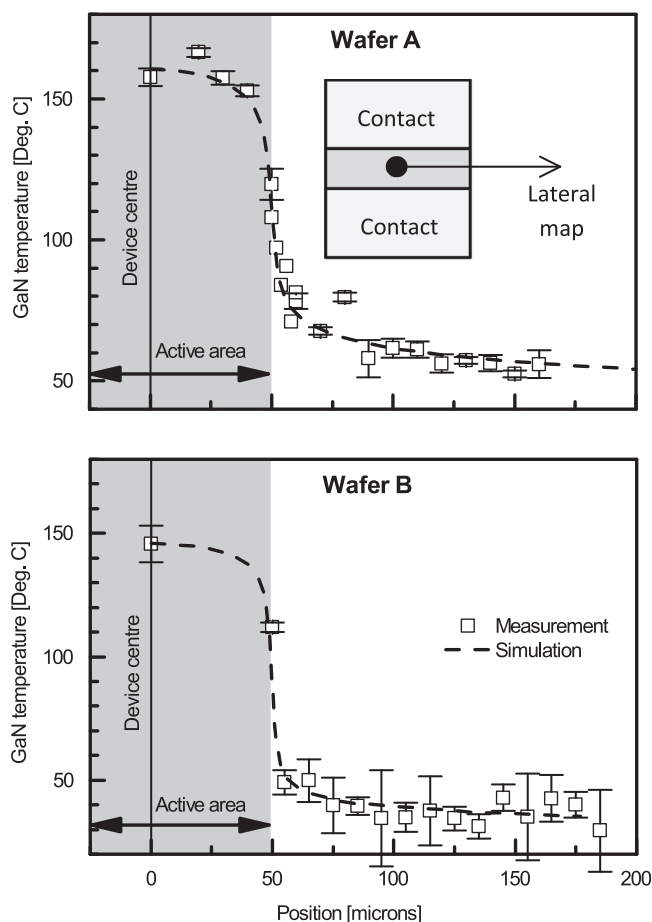 Wafer A
GaN temperature [Deg. C]
150
100
50
Device centre
Active area
Contact
Contact
Lateral
map
Wafer B
GaN temperature [Deg. C]
150
100
50
Device centre
Active area
Measurement
Simulation
0
50
100
150
200
Position [microns]